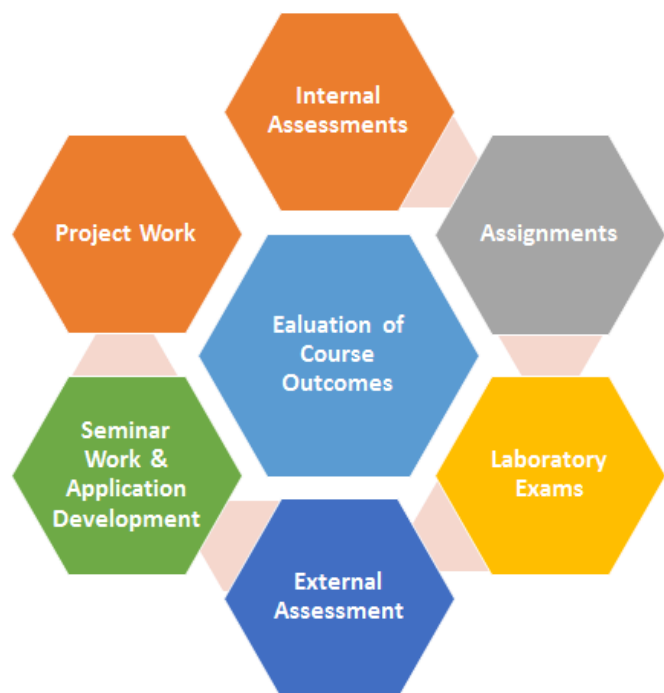 Internal
Assessments
Project Work
Assignments
Ealuation of
Course
Outcomes
Seminar
Work &
Application
Development
Laboratory
Exams
External
Assessment